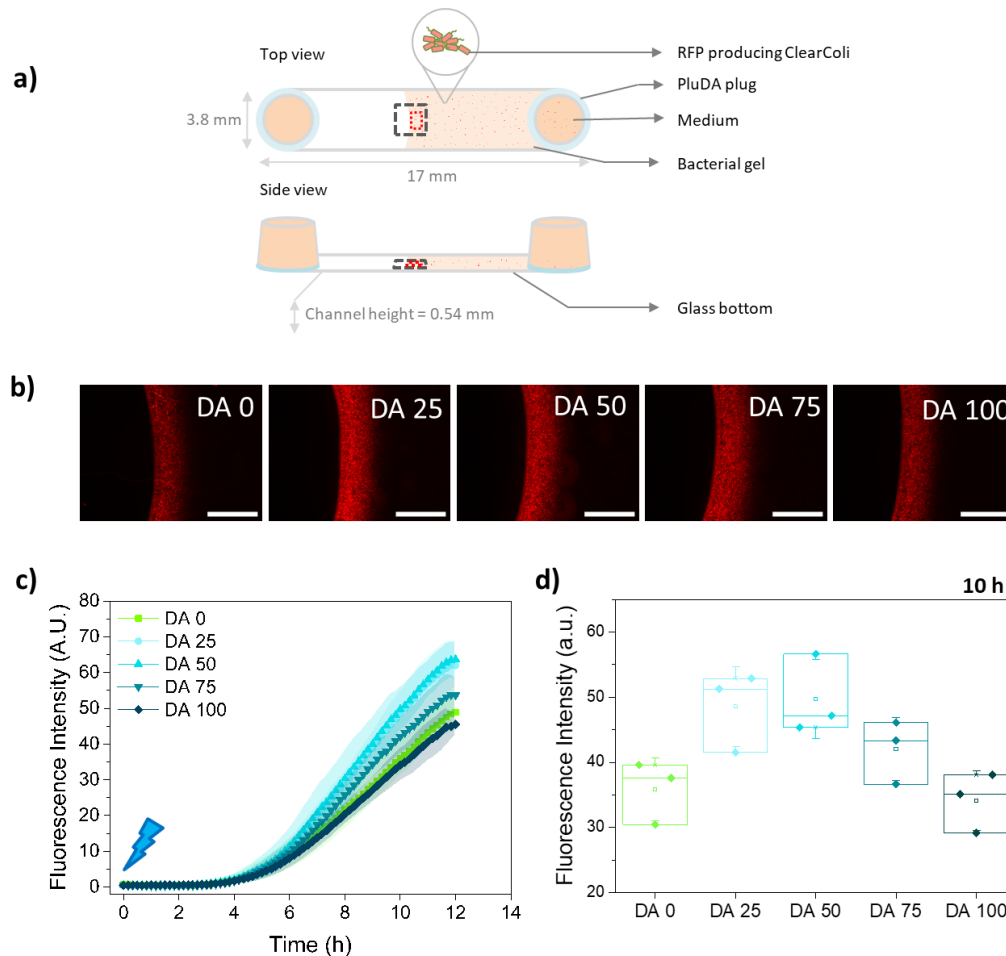 a)
Top view
RFP producing ClearColi
PluDA plug
3.8 mm
Medium
Bacterial gel
17 mm
Side view
Glass bottom
Channel height = 0.54 mm
b)
DA 0
DA 25
DA 50
DA 75
DA 100
c)
Fluorescence Intensity (A.U.)
80
70
60
50
40
30
20
10
0
DA 0
DA 25
DA 50
DA 75
DA 100
0
2
4
6
8
10
12
14
Time (h)
d)
10 h
Fluorescence Intensity (a.u.)
65
60
50
40
30
20
DA 0
DA 25
DA 50
DA 75
DA 100